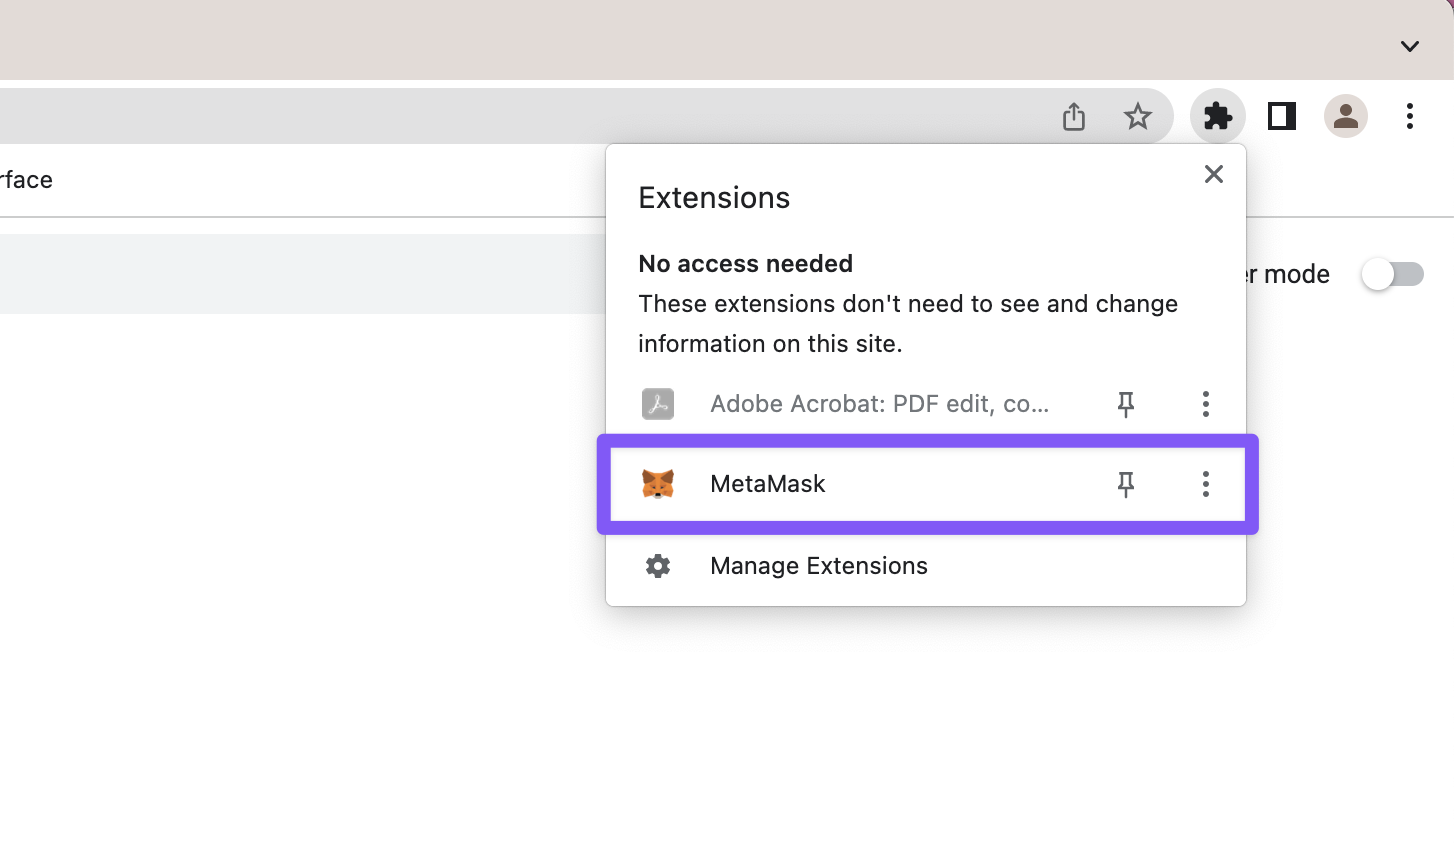 rface
Extensions
No access needed
These extensions don't need to see and change
information on this site.
mode
Adobe Acrobat: PDF edit, co...
MetaMask
Manage Extensions